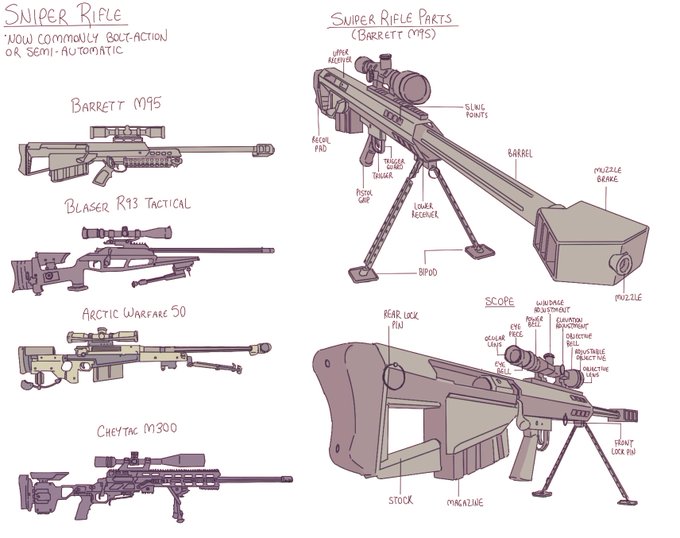 SNIPER RIFLE
*NOW COMMONLY BOLT-ACTION
OR SEMI-AUTOMATIC
BARRETT M95
BLASER R93 TACTICAL
ARCTIC WARFARE 50
CHEYTAC M300
SNIPER RIFLE PARTS
(BARRETT M95)
UPPER
RECEIVER
SLING
POINTS
RECOIL
PAD
TRIGGER
GUARD
TRIGGER
PISTOL
GRIP
LOWER
RECEIVER
BARREL
MUZZLE
BRAKE
BIPOD
MUZZLE
SCOPE
REAR LOCK
PIN
OCULAR
LENS
EYE
PIECE
EYE
BELL
POWER
BELL
WINDAGE
ADJUSTMENT
ELEVATION
ADJUSTMENT
OBJECTIVE
BELL
ADJUSTABLE
OBJECTIVE
OBJECTIVE
LENS
FRONT
LOCK PIN
STOCK
MAGAZINE